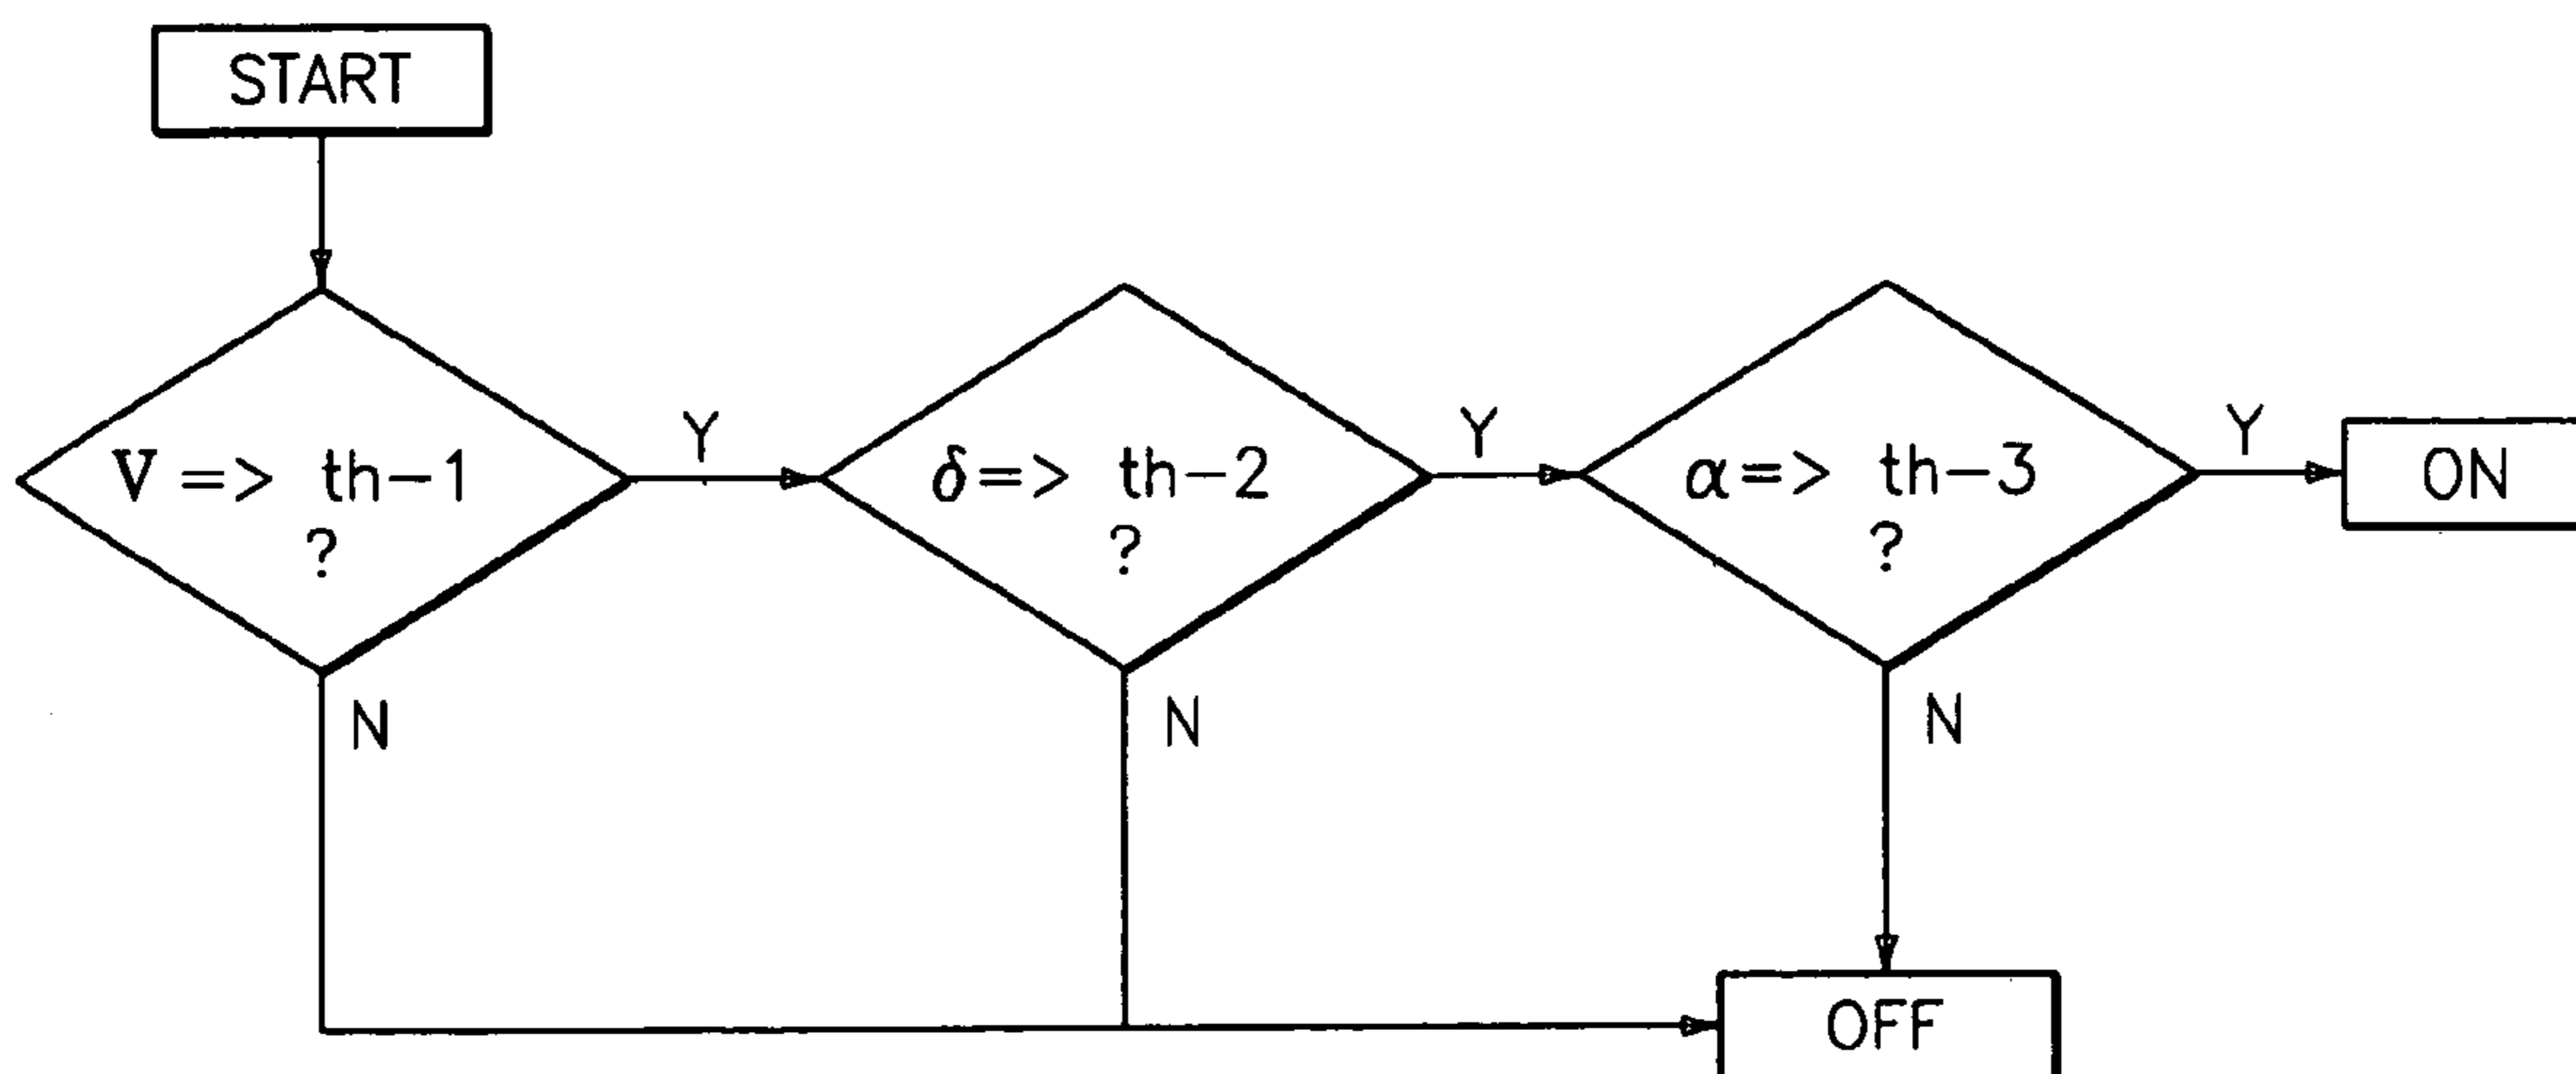 START
V => th-1
?
Y
N
δ=> th-2
?
Y
N
α=> th-3
?
Y
N
ON
OFF